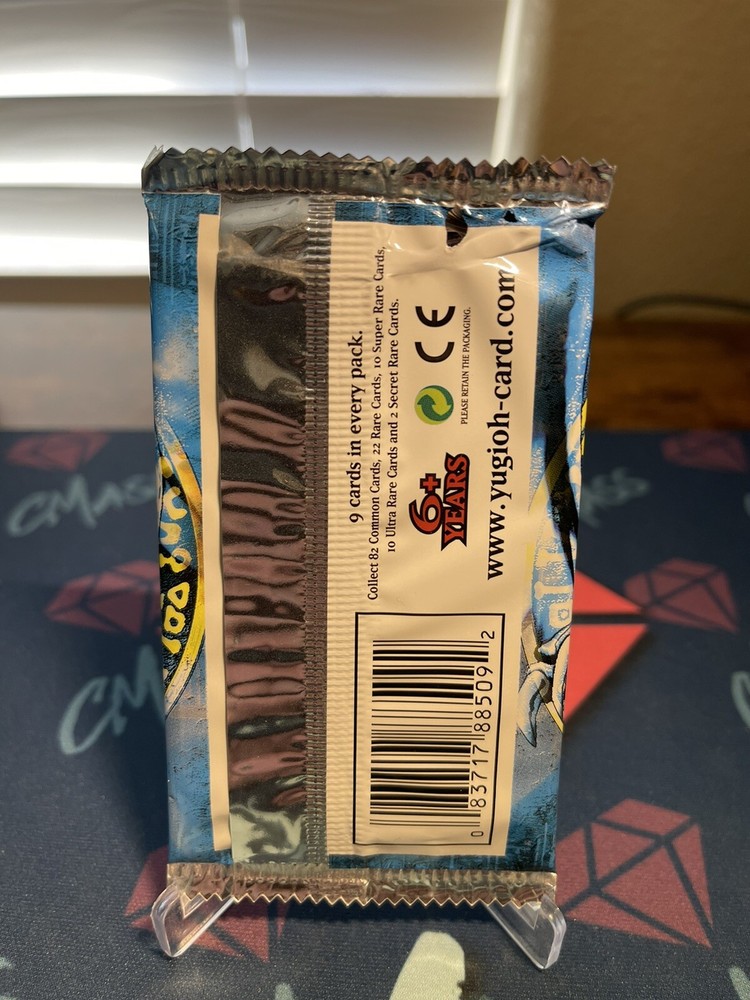 9 cards in every pack.
Collect 82 Common Cards, 22 Rare Cards, 10 Super Rare Cards,
10 Ultra Rare Cards and 2 Secret Rare Cards.
6+
YEARS
CE
PLEASE RETAIN THE PACKAGING.
www.yugioh-card.com
0 83717 88509 2
CM